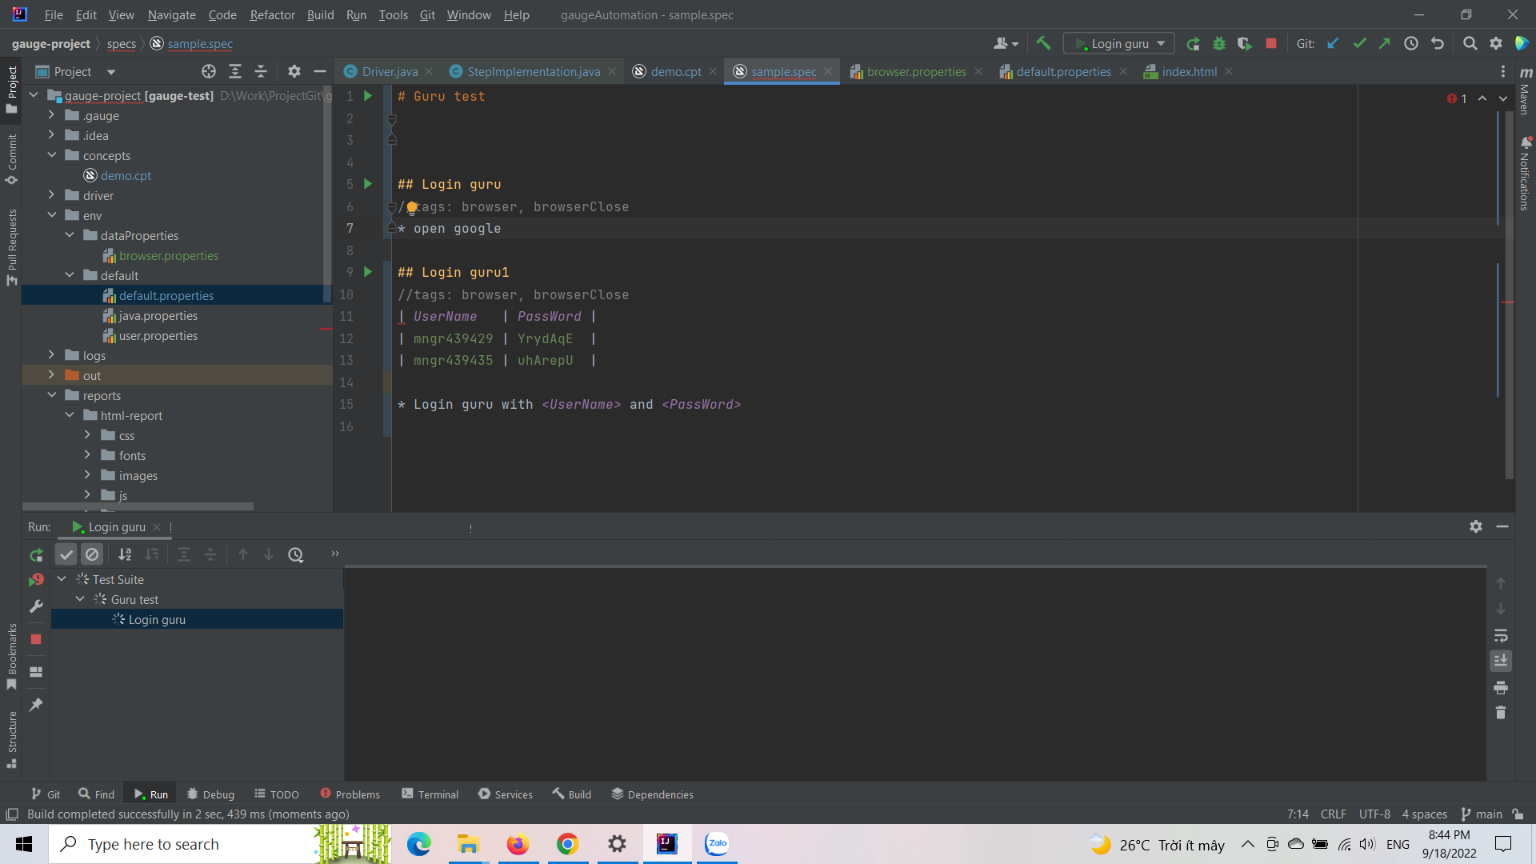 File Edit View Navigate Code Refactor Build Run Tools Git Window Help gaugeAutomation - sample.spec
gauge-project specs sample.spec Login guru Git:
Project Driver.java StepImplementation.java demo.cpt sample.spec browser.properties default.properties index.html
Project
Commit
Pull Requests
Bookmarks
Structure
gauge-project [gauge-test] D:\Work\ProjectGit\g
.gauge
.idea
concepts
demo.cpt
driver
env
dataProperties
browser.properties
default
default.properties
java.properties
user.properties
logs
out
reports
html-report
css
fonts
images
js
1 # Guru test
2
3
4
5 ## Login guru
6 //tags: browser, browserClose
7 * open google
8
9 ## Login guru1
10 //tags: browser, browserClose
11 | UserName | PassWord |
12 | mngr439429 | YrydAqE |
13 | mngr439435 | uhArepU |
14
15 * Login guru with <UserName> and <PassWord>
16
1
m
Maven
Notifications
Run: Login guru
Test Suite
Guru test
Login guru
Git Find Run Debug TODO Problems Terminal Services Build Dependencies
Build completed successfully in 2 sec, 439 ms (moments ago) 7:14 CRLF UTF-8 4 spaces main
Type here to search Zalo 26°C Trời ít mây ENG 8:44 PM
9/18/2022